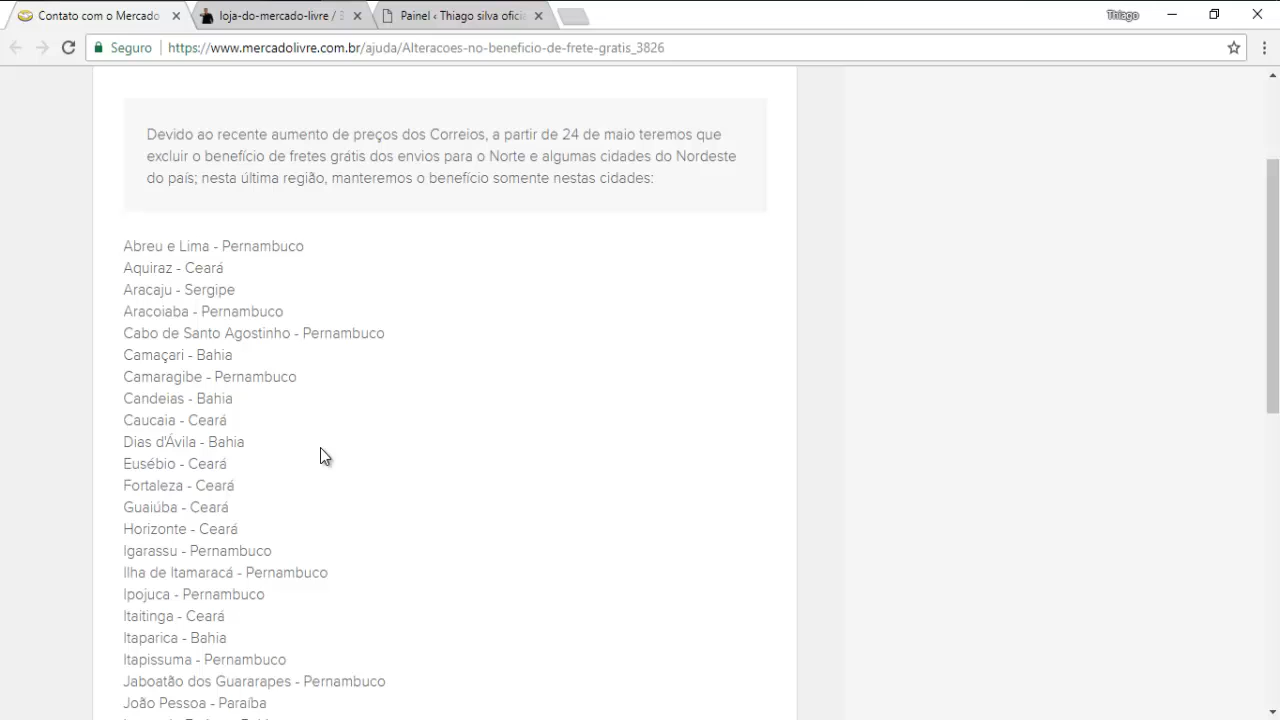 Contato com o Mercado
loja-do-mercado-livre / 3
Painel ‹ Thiago silva oficia
Thiago
Seguro
https://www.mercadolivre.com.br/ajuda/Alteracoes-no-beneficio-de-frete-gratis_3826
Devido ao recente aumento de preços dos Correios, a partir de 24 de maio teremos que
excluir o benefício de fretes grátis dos envios para o Norte e algumas cidades do Nordeste
do país; nesta última região, manteremos o benefício somente nestas cidades:
Abreu e Lima - Pernambuco
Aquiraz - Ceará
Aracaju - Sergipe
Aracoiaba - Pernambuco
Cabo de Santo Agostinho - Pernambuco
Camaçari - Bahia
Camaragibe - Pernambuco
Candeias - Bahia
Caucaia - Ceará
Dias d'Ávila - Bahia
Eusébio - Ceará
Fortaleza - Ceará
Guaiúba - Ceará
Horizonte - Ceará
Igarassu - Pernambuco
Ilha de Itamaracá - Pernambuco
Ipojuca - Pernambuco
Itaitinga - Ceará
Itaparica - Bahia
Itapissuma - Pernambuco
Jaboatão dos Guararapes - Pernambuco
João Pessoa - Paraíba